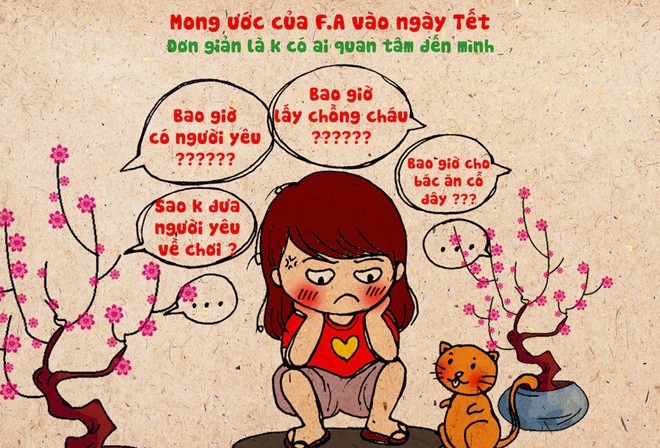 Mong ước của F.A vào ngày Tết
Đơn giản là k có ai quan tâm đến mình
Bao giờ
lấy chồng cháu
??????
Bao giờ
có người yêu
??????
Bao giờ cho
bác ăn cỗ
đây ???
Sao k đưa
người yêu
về chơi ?
...
...